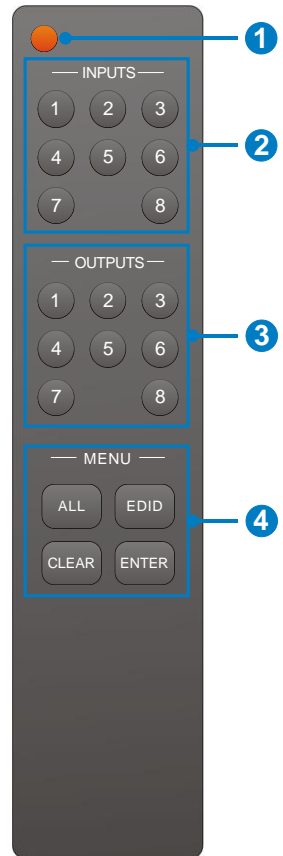 1
INPUTS
1 2 3
4 5 6
2
7 8
OUTPUTS
1 2 3
3
4 5 6
7 8
MENU
ALL EDID
4
CLEAR ENTER